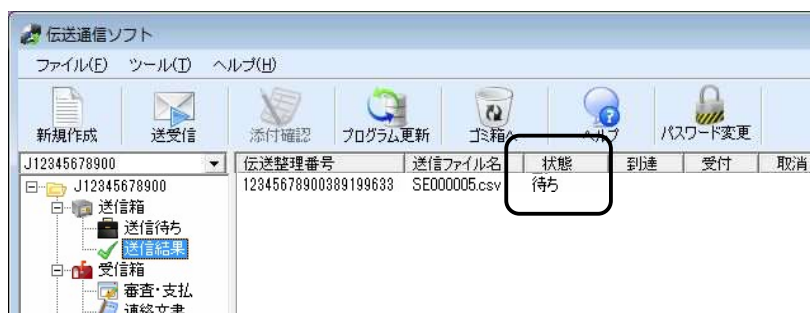 伝送通信ソフト
ファイル(F) ツール(T) ヘルプ(H)
新規作成 送受信 添付確認 プログラム更新 ゴミ箱へ ヘルプ パスワード変更
J12345678900 伝送整理番号 送信ファイル名 状態 到達 受付 取消
J12345678900 12345678900389199633 SE000005.csv 待ち
送信箱
送信待ち
送信結果
受信箱
審査・支払
連絡文書